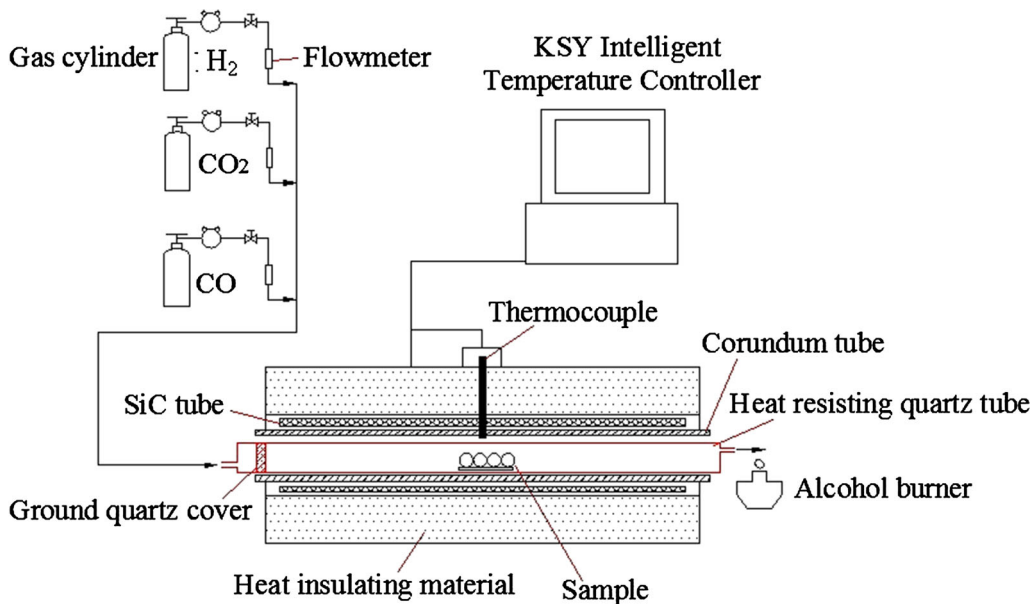 Gas cylinder
H2
Flowmeter
KSY Intelligent
Temperature Controller
CO2
CO
Thermocouple
Corundum tube
SiC tube
Heat resisting quartz tube
Ground quartz cover
Alcohol burner
Heat insulating material
Sample